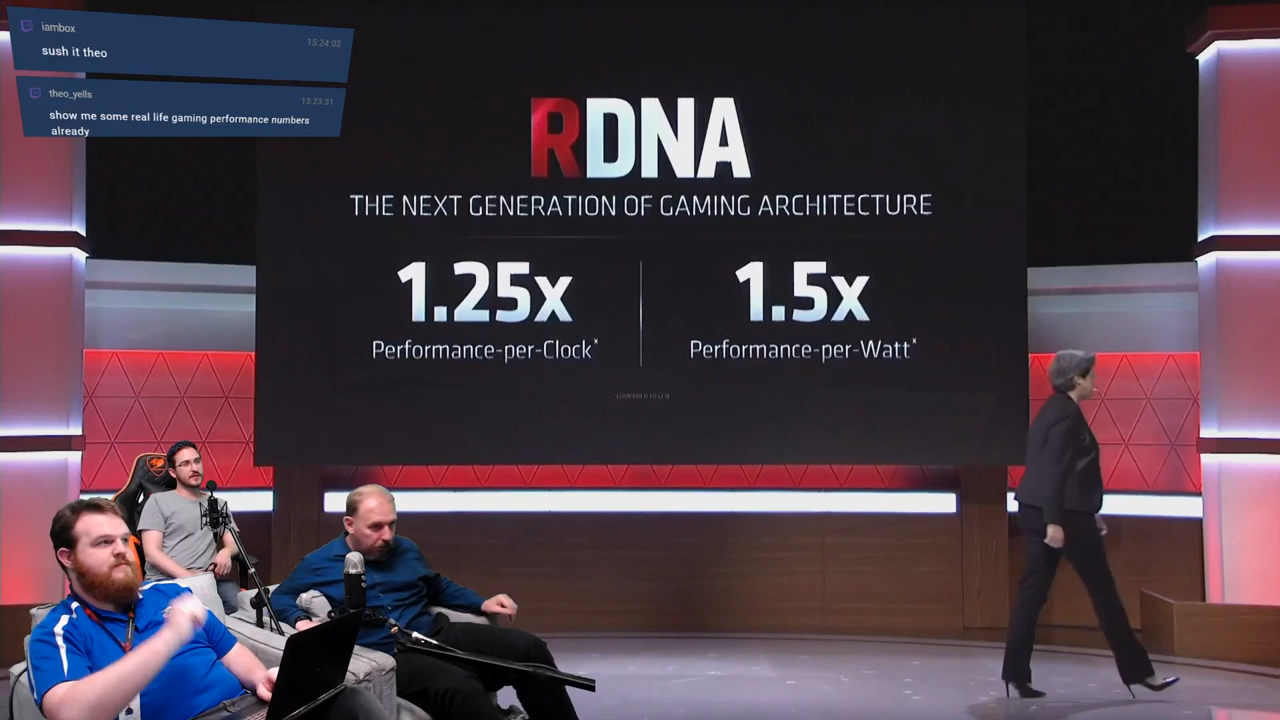 iambox
15:24:03
sush it theo
theo_yells
15:23:51
show me some real life gaming performance numbers
already
RDNA
THE NEXT GENERATION OF GAMING ARCHITECTURE
1.25x
1.5x
Performance-per-Clock*
Performance-per-Watt*